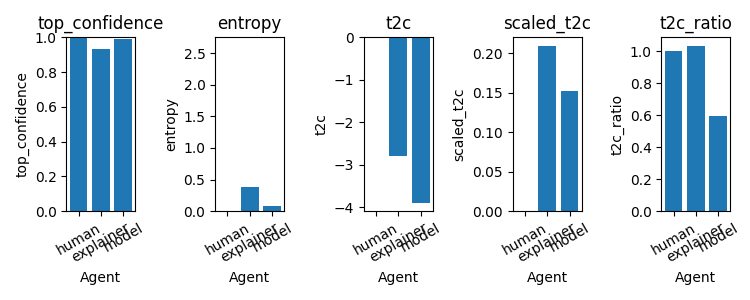 top_confidence
entropy
t2c
scaled_t2c
t2c_ratio
top_confidence
1.0
0.8
0.6
0.4
0.2
0.0
human
explainer
model
Agent
entropy
2.5
2.0
1.5
1.0
0.5
0.0
human
explainer
model
Agent
t2c
0
−1
−2
−3
−4
human
explainer
model
Agent
scaled_t2c
0.20
0.15
0.10
0.05
0.00
human
explainer
model
Agent
t2c_ratio
1.0
0.8
0.6
0.4
0.2
0.0
human
explainer
model
Agent